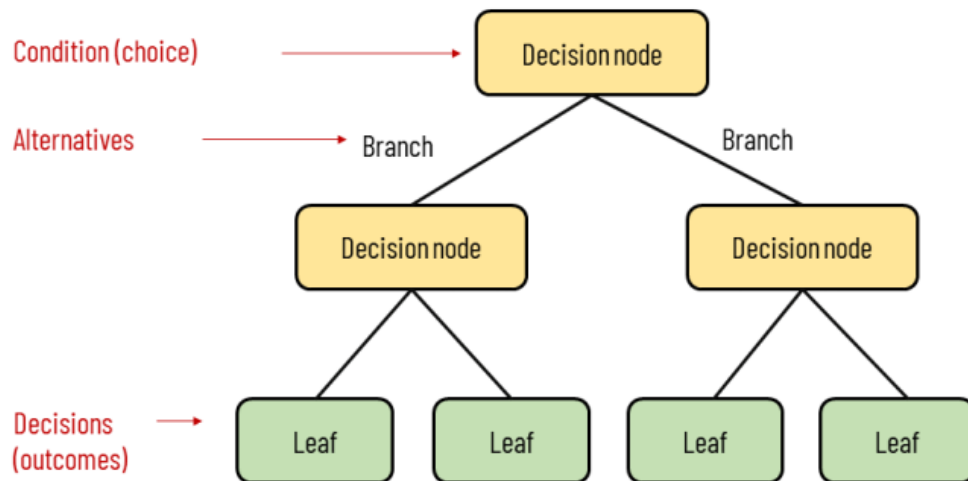 Condition (choice)
Decision node
Alternatives
Branch
Branch
Decision node
Decision node
Decisions
(outcomes)
Leaf
Leaf
Leaf
Leaf